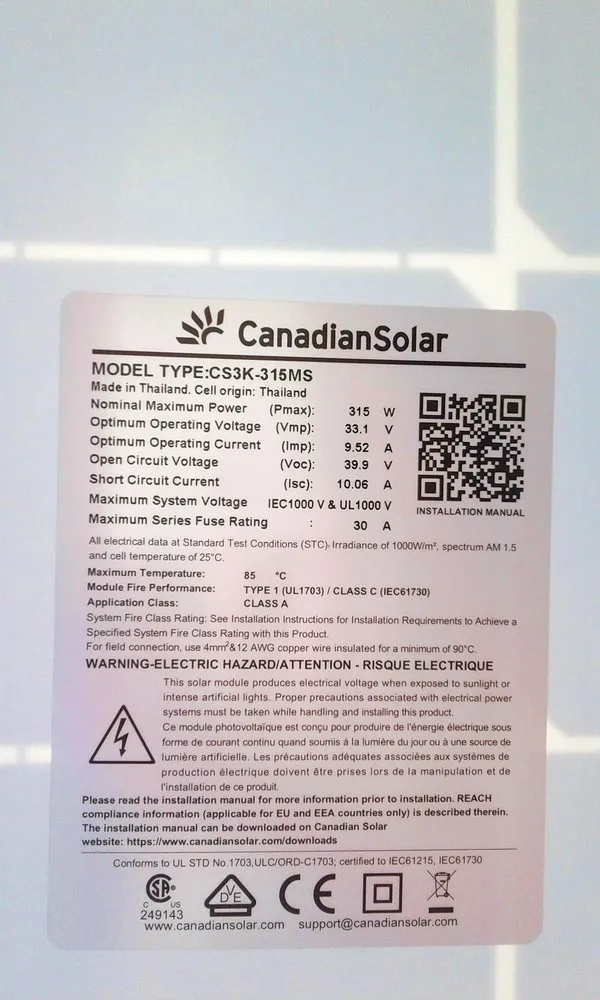 CanadianSolar
MODEL TYPE:CS3K-315MS
Made in Thailand. Cell origin: Thailand
Nominal Maximum Power (Pmax): 315 W
Optimum Operating Voltage (Vmp): 33.1 V
Optimum Operating Current (Imp): 9.52 A
Open Circuit Voltage (Voc): 39.9 V
Short Circuit Current (Isc): 10.06 A
Maximum System Voltage IEC1000 V & UL1000 V
Maximum Series Fuse Rating : 30 A
INSTALLATION MANUAL
All electrical data at Standard Test Conditions (STC): Irradiance of 1000W/m², spectrum AM 1.5
and cell temperature of 25°C.
Maximum Temperature: 85 °C
Module Fire Performance: TYPE 1 (UL1703) / CLASS C (IEC61730)
Application Class: CLASS A
System Fire Class Rating: See Installation Instructions for Installation Requirements to Achieve a
Specified System Fire Class Rating with this Product.
For field connection, use 4mm²&12 AWG copper wire insulated for a minimum of 90°C.
WARNING-ELECTRIC HAZARD/ATTENTION - RISQUE ELECTRIQUE
This solar module produces electrical voltage when exposed to sunlight or
intense artificial lights. Proper precautions associated with electrical power
systems must be taken while handling and installing this product.
Ce module photovoltaïque est conçu pour produire de l'énergie électrique sous
forme de courant continu quand soumis à la lumière du jour ou à une source de
lumière artificielle. Les précautions adéquates associées aux systèmes de
production électrique doivent être prises lors de la manipulation et de
l'installation de ce produit.
Please read the installation manual for more information prior to installation. REACH
compliance information (applicable for EU and EEA countries only) is described therein.
The installation manual can be downloaded on Canadian Solar
website: https://www.canadiansolar.com/downloads
Conforms to UL STD No.1703,ULC/ORD-C1703; certified to IEC61215, IEC61730
SA
C US
249143
DVE
CE
www.canadiansolar.com support@canadiansolar.com